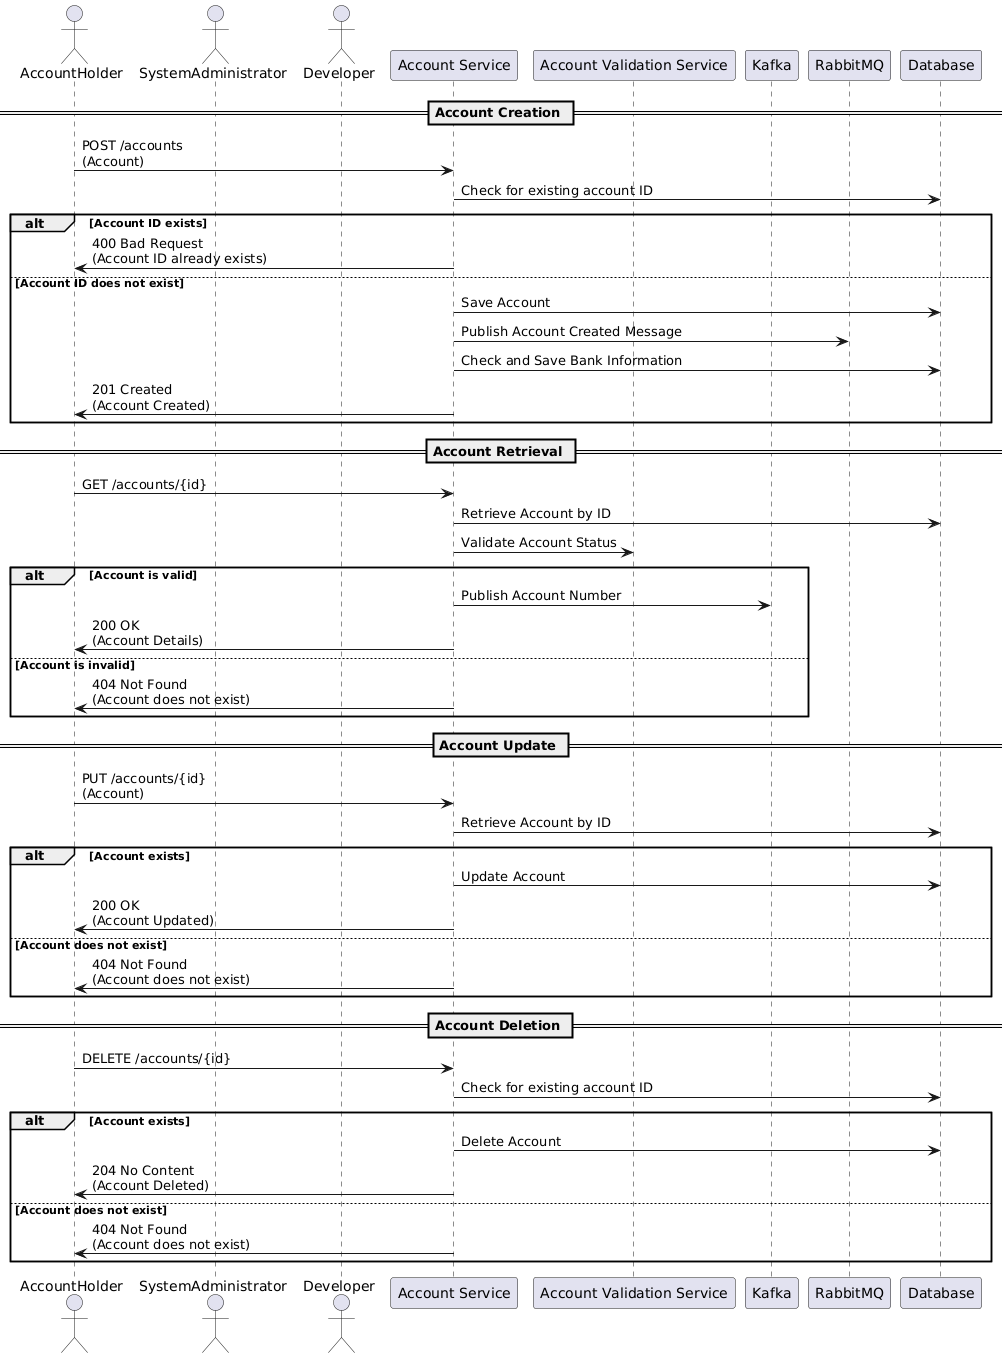 AccountHolder SystemAdministrator Developer Account Service Account Validation Service Kafka RabbitMQ Database
Account Creation
POST /accounts
(Account)
Check for existing account ID
alt [Account ID exists]
400 Bad Request
(Account ID already exists)
[Account ID does not exist]
Save Account
Publish Account Created Message
Check and Save Bank Information
201 Created
(Account Created)
Account Retrieval
GET /accounts/{id}
Retrieve Account by ID
Validate Account Status
alt [Account is valid]
Publish Account Number
200 OK
(Account Details)
[Account is invalid]
404 Not Found
(Account does not exist)
Account Update
PUT /accounts/{id}
(Account)
Retrieve Account by ID
alt [Account exists]
Update Account
200 OK
(Account Updated)
[Account does not exist]
404 Not Found
(Account does not exist)
Account Deletion
DELETE /accounts/{id}
Check for existing account ID
alt [Account exists]
Delete Account
204 No Content
(Account Deleted)
[Account does not exist]
404 Not Found
(Account does not exist)
AccountHolder SystemAdministrator Developer Account Service Account Validation Service Kafka RabbitMQ Database